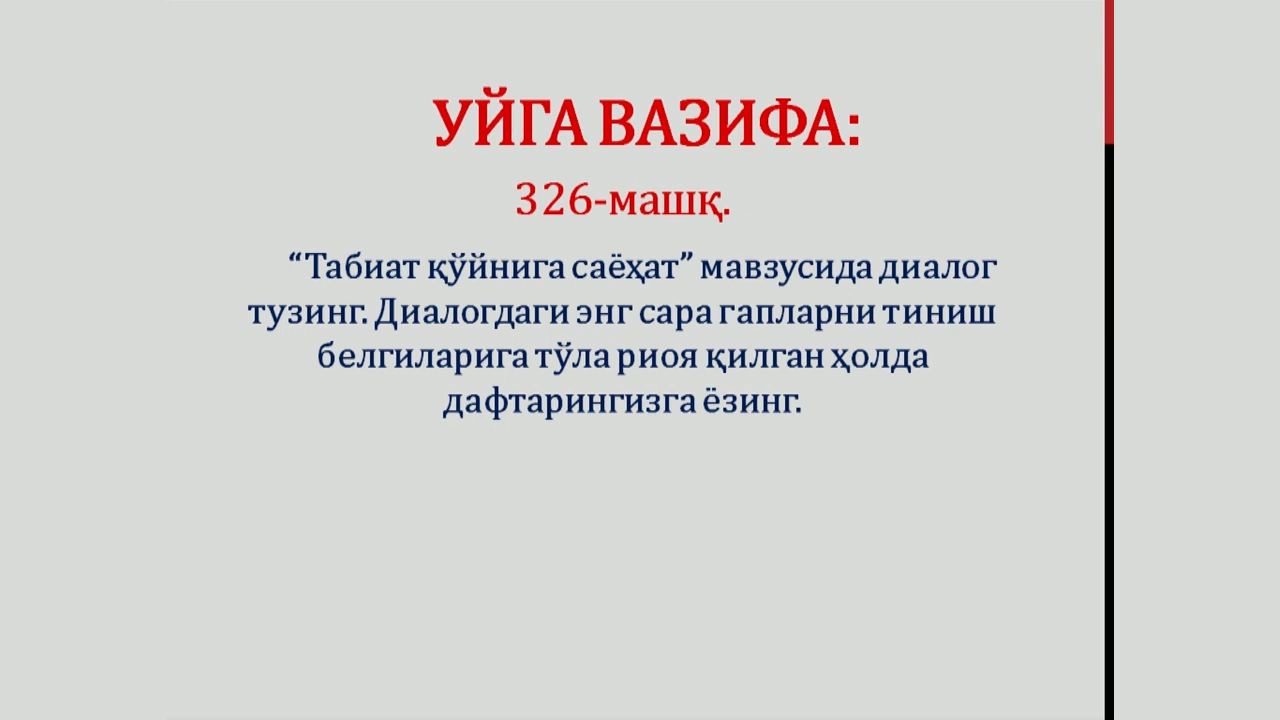 УЙГА ВАЗИФА:
326-машқ.
“Табиат қўйнига саёҳат” мавзусида диалог
тузинг. Диалогдаги энг сара гапларни тиниш
белгиларига тўла риоя қилган ҳолда
дафтарингизга ёзинг.